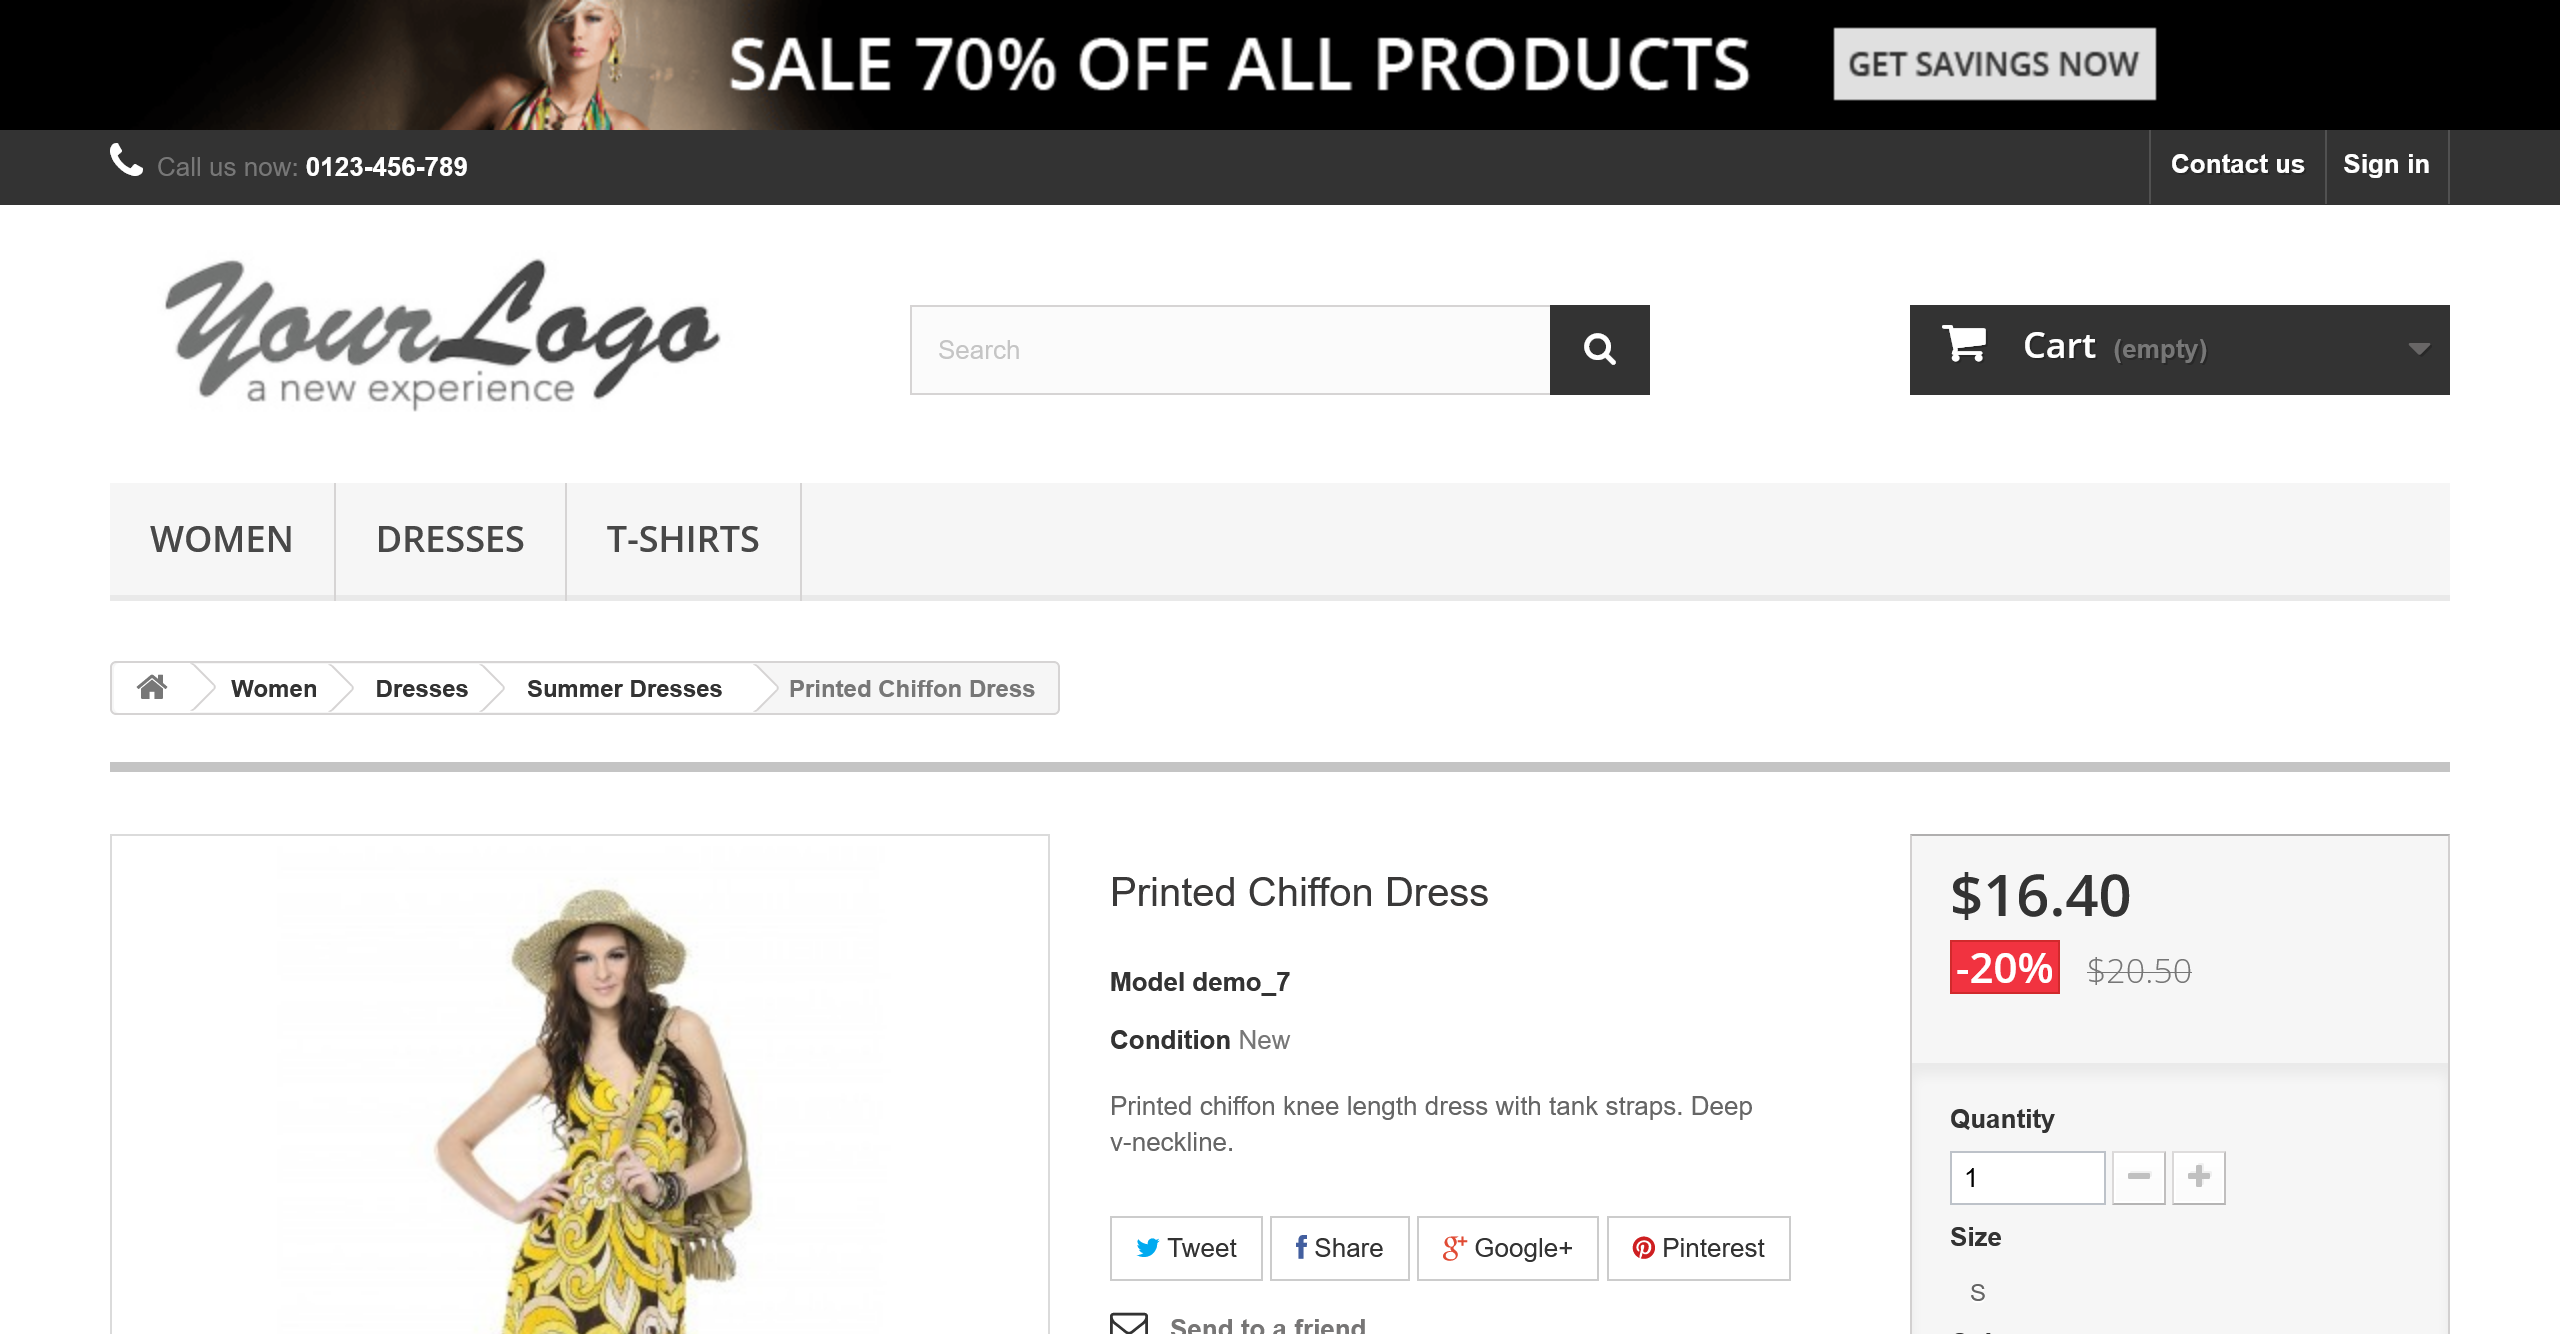 SALE 70% OFF ALL PRODUCTS
GET SAVINGS NOW
Call us now: 0123-456-789
Contact us
Sign in
YourLogo
a new experience
Search
Cart (empty)
WOMEN
DRESSES
T-SHIRTS
Women
Dresses
Summer Dresses
Printed Chiffon Dress
Printed Chiffon Dress
Model demo_7
Condition New
Printed chiffon knee length dress with tank straps. Deep
v-neckline.
Tweet
Share
Google+
Pinterest
Send to a friend
$16.40
-20% $20.50
Quantity
1
Size
S